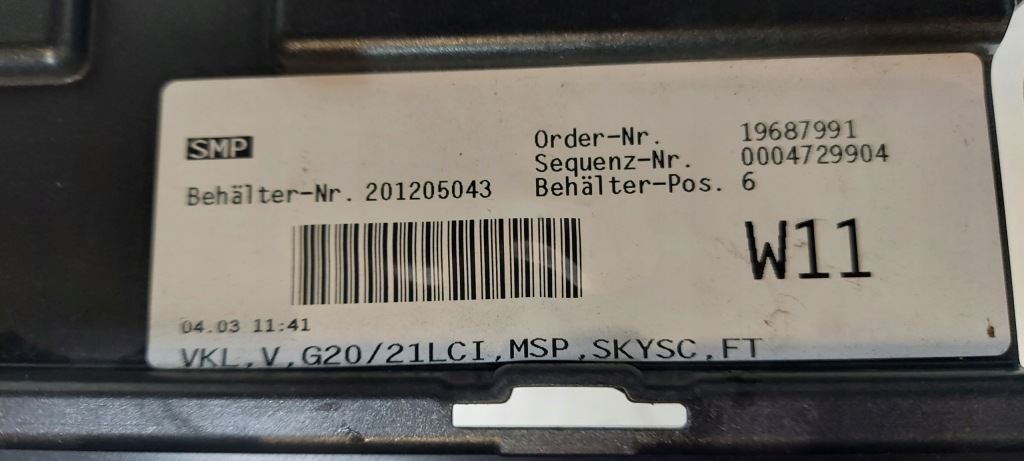 SMP
Order-Nr. 19687991
Sequenz-Nr. 0004729904
Behälter-Nr. 201205043 Behälter-Pos. 6
W11
04.03 11:41
VKL,V,G20/21LCI,MSP,SKYSC,FT